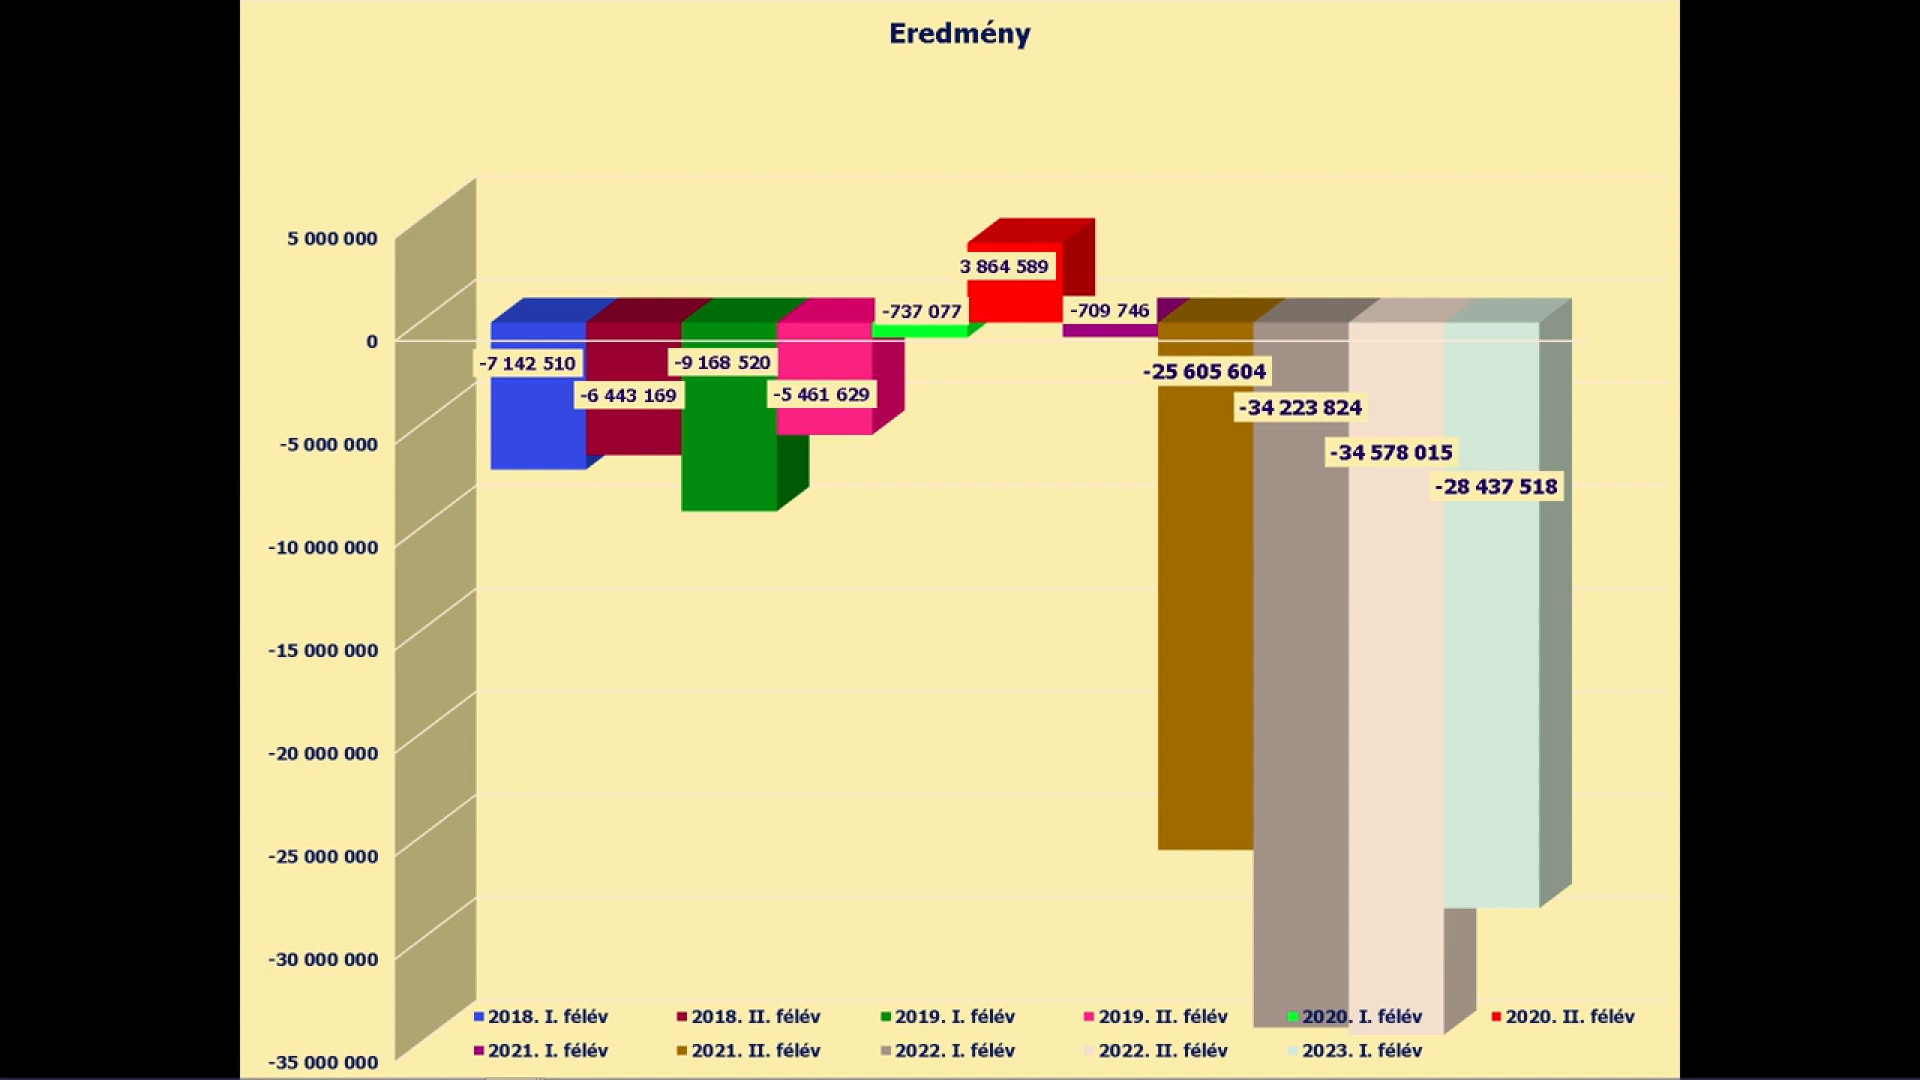 Eredmény
5 000 000
0
-5 000 000
-10 000 000
-15 000 000
-20 000 000
-25 000 000
-30 000 000
-35 000 000
-7 142 510
-6 443 169
-9 168 520
-5 461 629
-737 077
3 864 589
-709 746
-25 605 604
-34 223 824
-34 578 015
-28 437 518
2018. I. félév 2018. II. félév 2019. I. félév 2019. II. félév 2020. I. félév 2020. II. félév
2021. I. félév 2021. II. félév 2022. I. félév 2022. II. félév 2023. I. félév